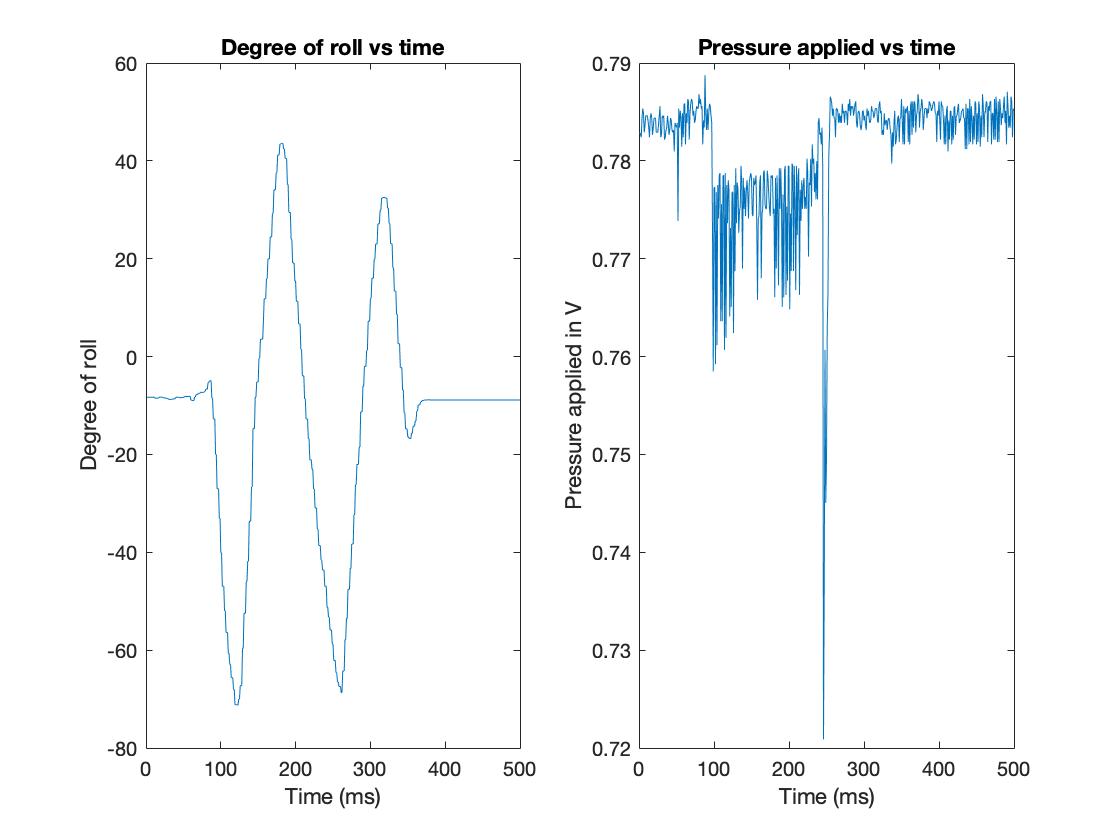 Degree of roll vs time
60
40
20
0
-20
-40
-60
-80
Degree of roll
0 100 200 300 400 500
Time (ms)
Pressure applied vs time
0.79
0.78
0.77
0.76
0.75
0.74
0.73
0.72
Pressure applied in V
0 100 200 300 400 500
Time (ms)